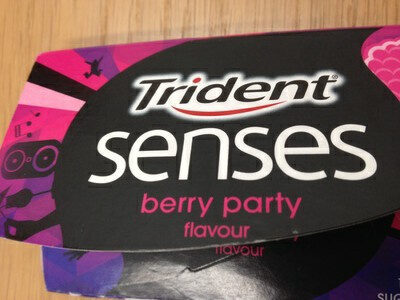 Trident
senses
berry party
flavour
flavour